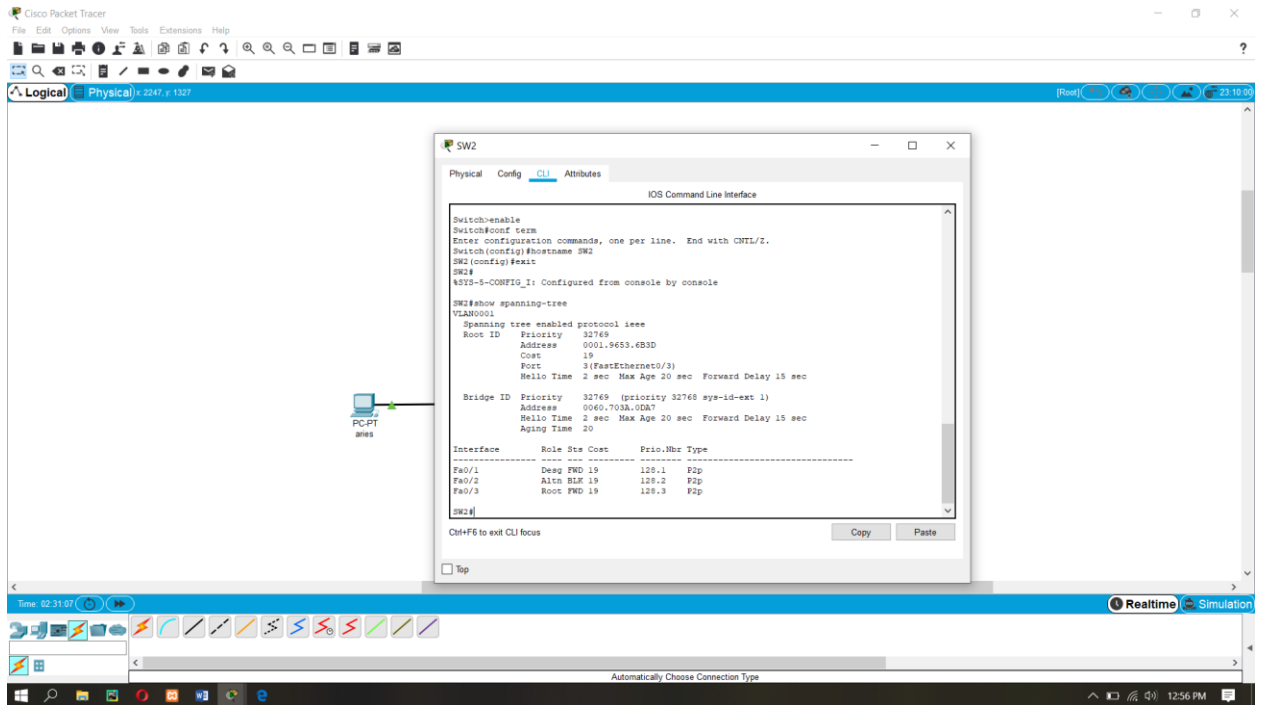 Cisco Packet Tracer
File Edit Options View Tools Extensions Help
?
Logical Physical x: 2247, y: 1327 [Root] 23:10:00
SW2
Physical Config CLI Attributes
IOS Command Line Interface
Switch>enable
Switch#conf term
Enter configuration commands, one per line. End with CNTL/Z.
Switch(config)#hostname SW2
SW2(config)#exit
SW2#
%SYS-5-CONFIG_I: Configured from console by console
SW2#show spanning-tree
VLAN0001
Spanning tree enabled protocol ieee
Root ID Priority 32769
Address 0001.9653.6B3D
Cost 19
Port 3(FastEthernet0/3)
Hello Time 2 sec Max Age 20 sec Forward Delay 15 sec
Bridge ID Priority 32769 (priority 32768 sys-id-ext 1)
Address 0060.703A.0DA7
Hello Time 2 sec Max Age 20 sec Forward Delay 15 sec
Aging Time 20
Interface Role Sts Cost Prio.Nbr Type
---------------- ---- --- --------- -------- --------------------------------
Fa0/1 Desg FWD 19 128.1 P2p
Fa0/2 Altn BLK 19 128.2 P2p
Fa0/3 Root FWD 19 128.3 P2p
SW2#
Ctrl+F6 to exit CLI focus Copy Paste
Top
PC-PT
aries
Time: 02:31:07 Realtime Simulation
Automatically Choose Connection Type
12:56 PM